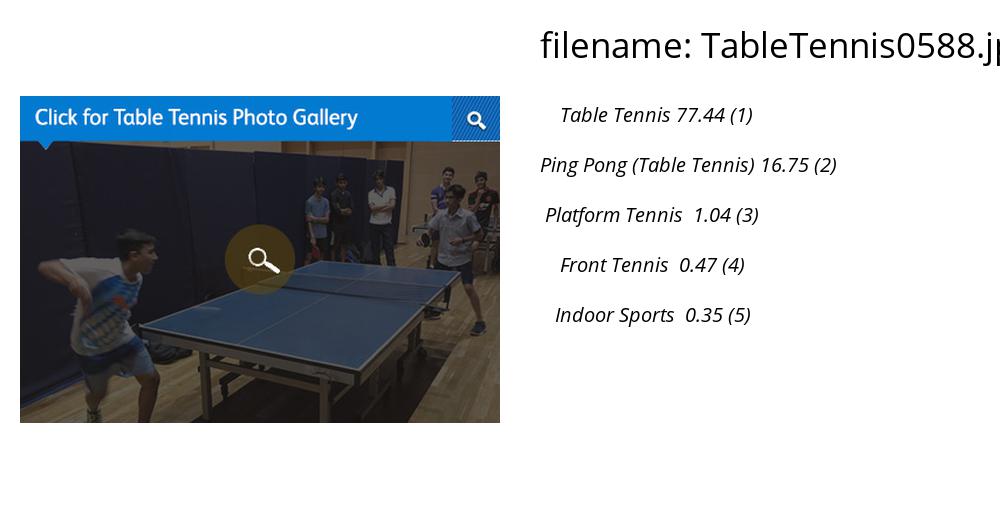 filename: TableTennis0588.jp
Click for Table Tennis Photo Gallery
Table Tennis 77.44 (1)
Ping Pong (Table Tennis) 16.75 (2)
Platform Tennis 1.04 (3)
Front Tennis 0.47 (4)
Indoor Sports 0.35 (5)